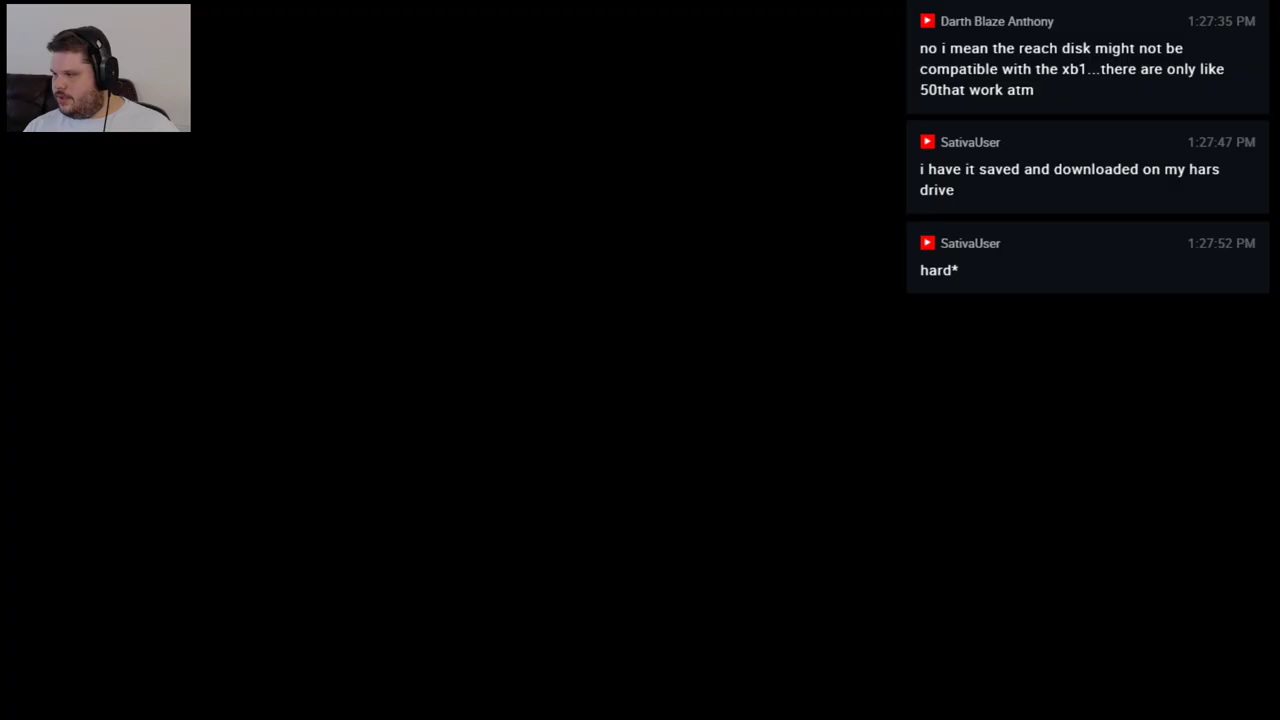 Darth Blaze Anthony 1:27:35 PM
no i mean the reach disk might not be
compatible with the xb1...there are only like
50that work atm
SativaUser 1:27:47 PM
i have it saved and downloaded on my hars
drive
SativaUser 1:27:52 PM
hard*